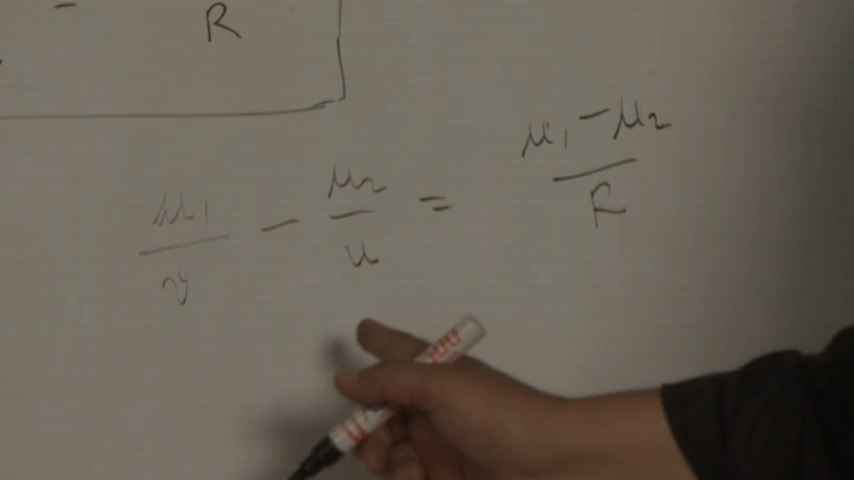 - R
μ₁/v - μ₂/u = μ₁ - μ₂/R